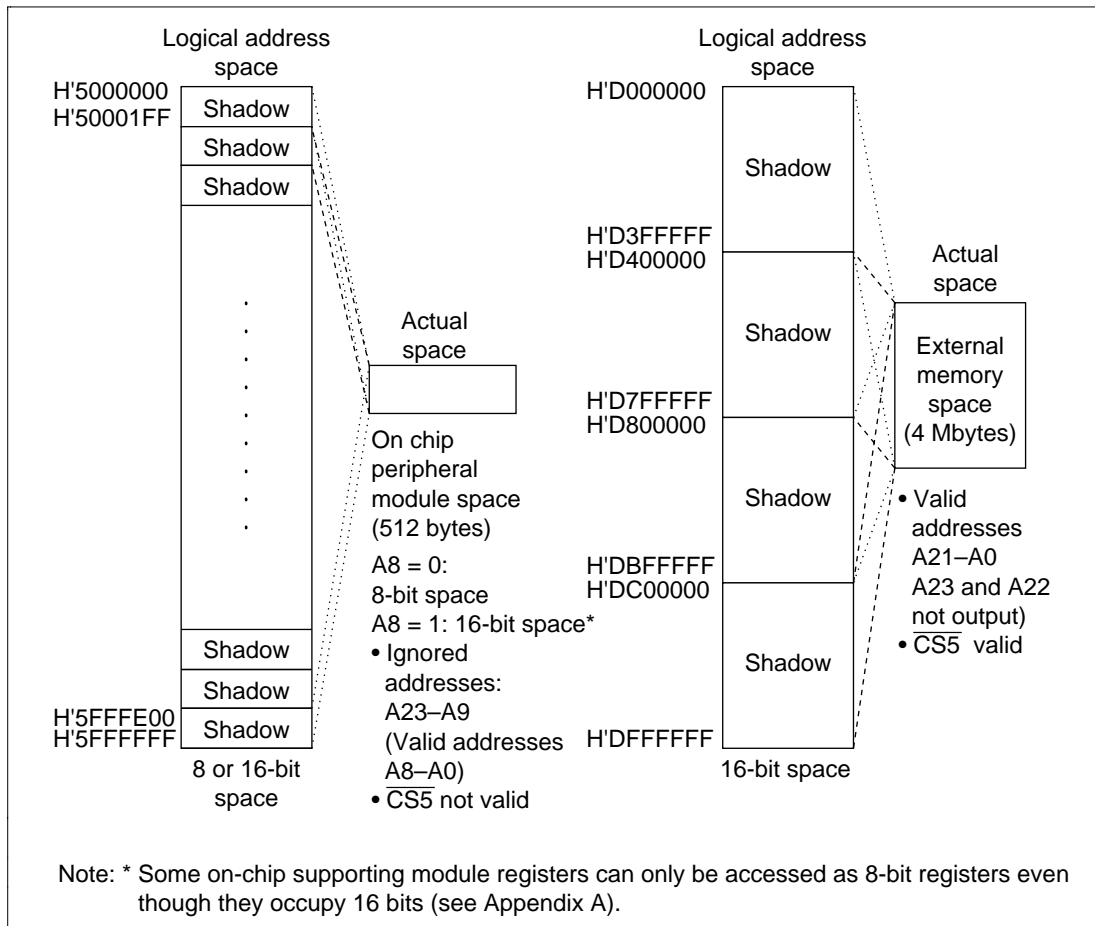 Logical address
space
H'5000000
H'50001FF
Shadow
Shadow
Shadow
Shadow
Shadow
Shadow
H'5FFFE00
H'5FFFFFF
8 or 16-bit
space
Actual
space
On chip
peripheral
module space
(512 bytes)
A8 = 0:
8-bit space
A8 = 1: 16-bit space*
• Ignored
addresses:
A23–A9
(Valid addresses
A8–A0)
• CS5 not valid
Logical address
space
H'D000000
Shadow
H'D3FFFFF
H'D400000
Shadow
H'D7FFFFF
H'D800000
Shadow
H'DBFFFFF
H'DC00000
Shadow
H'DFFFFFF
16-bit space
Actual
space
External
memory
space
(4 Mbytes)
• Valid
addresses
A21–A0
A23 and A22
not output)
• CS5 valid
Note: * Some on-chip supporting module registers can only be accessed as 8-bit registers even
though they occupy 16 bits (see Appendix A).